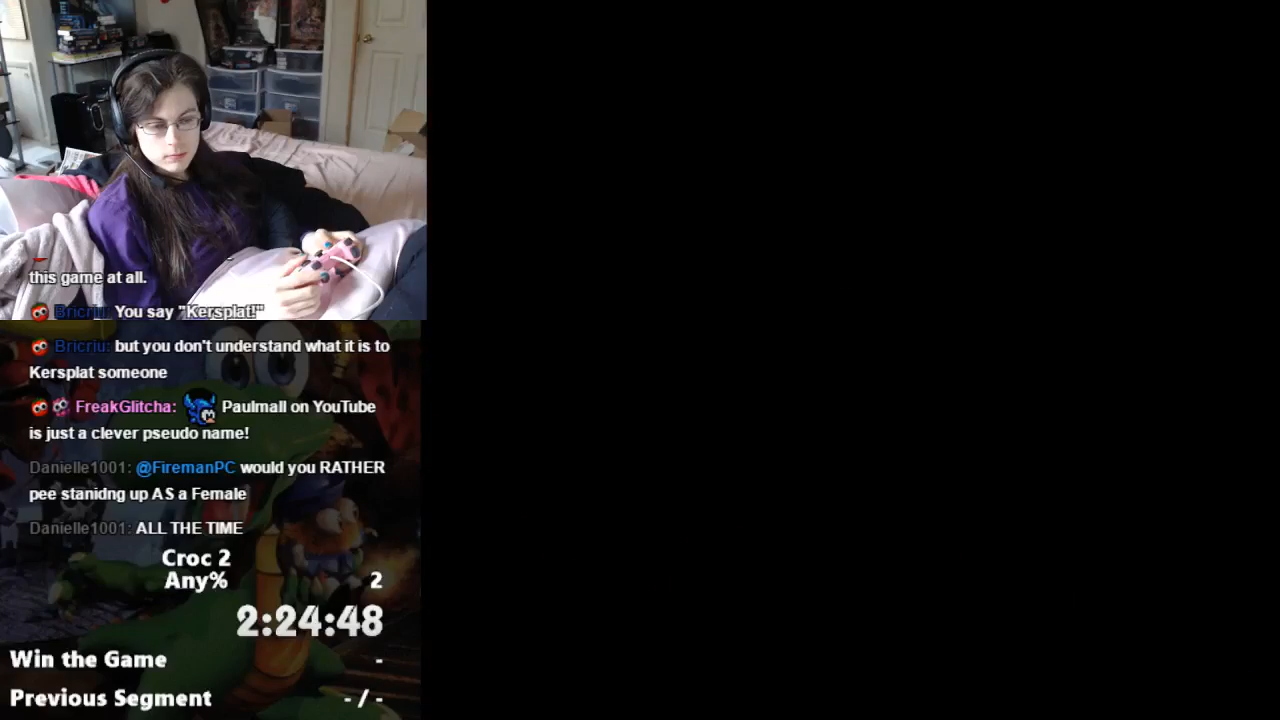 this game at all.
Bricriu: You say "Kersplat!"
Bricriu: but you don't understand what it is to
Kersplat someone
FreakGlitcha: Paulmall on YouTube
is just a clever pseudo name!
Danielle1001: @FiremanPC would you RATHER
pee stanidng up AS a Female
Danielle1001: ALL THE TIME
Croc 2
Any% 2
2:24:48
Win the Game -
Previous Segment - / -